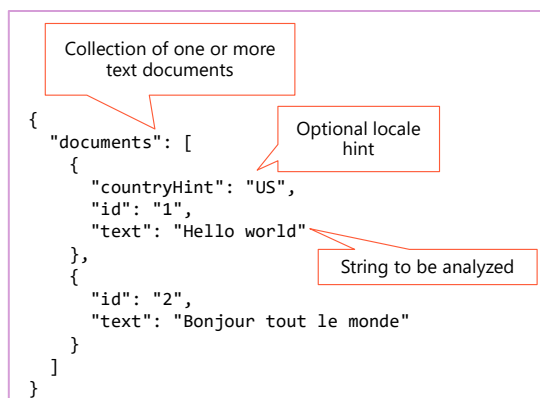 Collection of one or more
text documents
{
"documents": [
Optional locale
hint
{
"countryHint": "US",
"id": "1",
"text": "Hello world"
String to be analyzed
},
{
"id": "2",
"text": "Bonjour tout le monde"
}
]
}